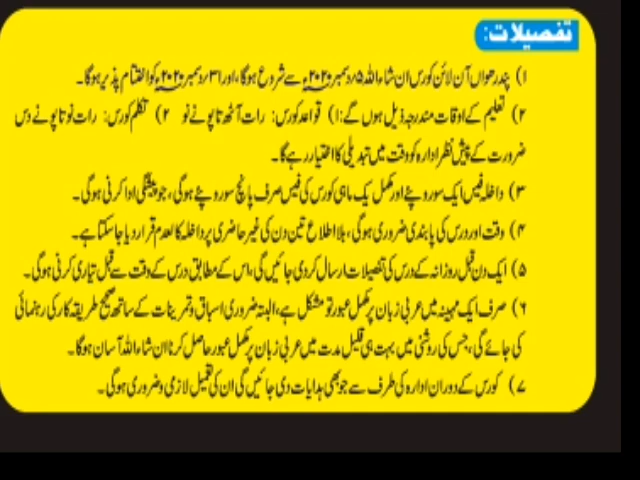 تفصیلات:
۱) پندرھواں آن لائن کورس ان شاء اللہ ۵ دسمبر ۲۰۲۰ء سے شروع ہوگا، اور ۳۱ دسمبر ۲۰۲۰ء کو اختتام پذیر ہوگا۔
۲) تعلیم کے اوقات مندرجہ ذیل ہوں گے: ۱) قواعد کورس: رات آٹھ تا پونے نو ۲) تکلم کورس: رات نو تا پونے دس
ضرورت کے پیش نظر ادارہ کو وقت میں تبدیلی کا اختیار رہے گا۔
۳) داخلہ فیس ایک سو روپئے اور مکمل یک ماہی کورس کی فیس صرف پانچ سو روپئے ہوگی، جو پیشگی ادا کرنی ہوگی۔
۴) وقت اور درس کی پابندی ضروری ہوگی، بلا اطلاع تین دن کی غیر حاضری پر داخلہ کالعدم قرار دیا جا سکتا ہے۔
۵) ایک دن قبل روزانہ کے درس کی تفصیلات ارسال کر دی جائیں گی، اس کے مطابق درس کے وقت سے قبل تیاری کرنی ہوگی۔
۶) صرف ایک مہینہ میں عربی زبان پر مکمل عبور تو مشکل ہے، البتہ ضروری اسباق و تمرینات کے ساتھ صحیح طریقہ کار کی رہنمائی
کی جائے گی، جس کی روشنی میں بہت ہی قلیل مدت میں عربی زبان پر مکمل عبور حاصل کرنا ان شاء اللہ آسان ہوگا۔
۷) کورس کے دوران ادارہ کی طرف سے جو بھی ہدایات دی جائیں گی ان کی تعمیل لازمی و ضروری ہوگی۔